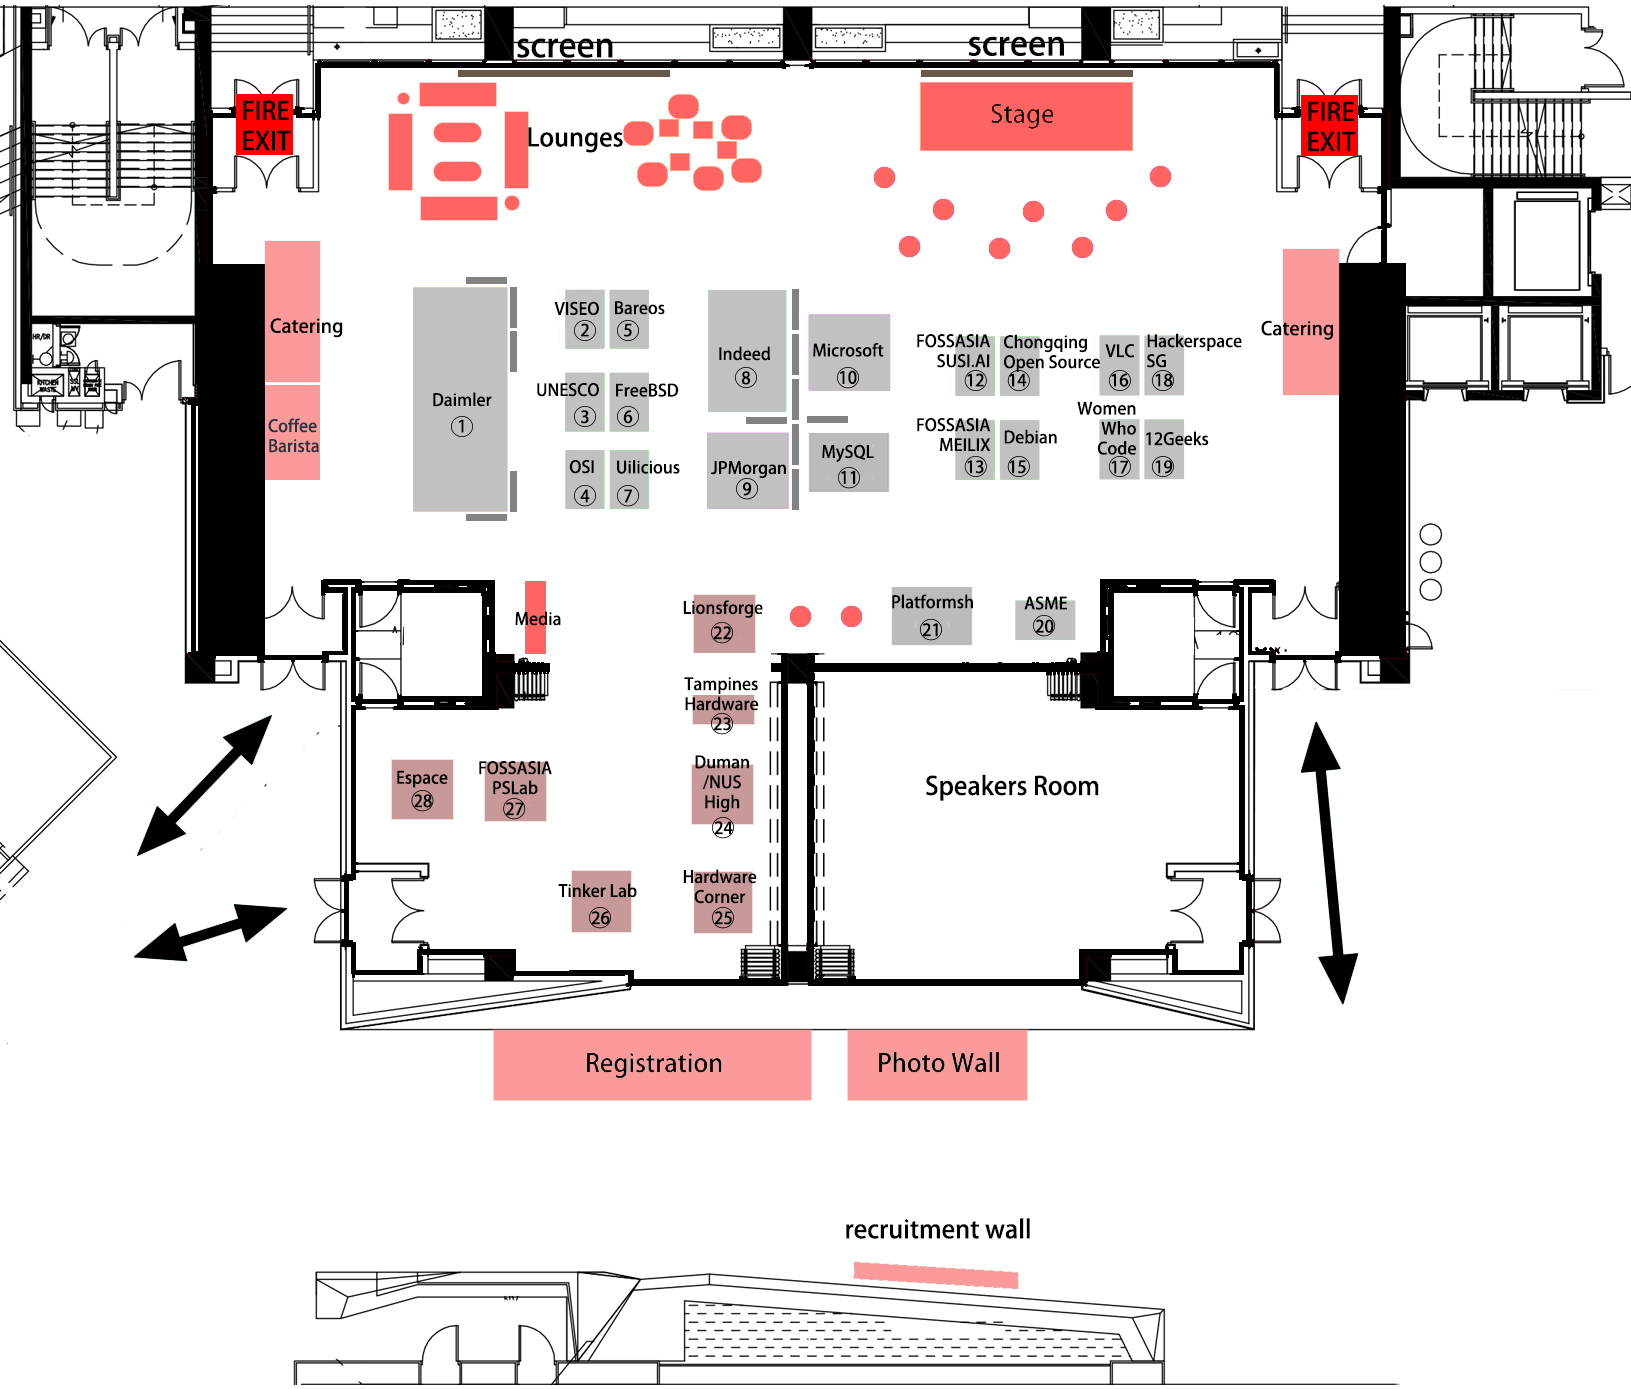 screen
screen
FIRE
EXIT
FIRE
EXIT
Stage
Lounges
Catering
Coffee
Barista
Catering
Daimler
1
VISEO
2
Bareos
5
UNESCO
3
FreeBSD
6
OSI
4
Uilicious
7
Indeed
8
JPMorgan
9
Microsoft
10
MySQL
11
FOSSASIA
SUSI.AI
12
Chongqing
Open Source
14
FOSSASIA
MEILIX
13
Debian
15
VLC
16
Hackerspace
SG
18
Women
Who
Code
17
12Geeks
19
HR/DR
KITCHEN
WASTE
Media
Lionsforge
22
Platformsh
21
ASME
20
Tampines
Hardware
23
Espace
28
FOSSASIA
PSLab
27
Duman
/NUS
High
24
Speakers Room
Tinker Lab
26
Hardware
Corner
25
Registration
Photo Wall
recruitment wall